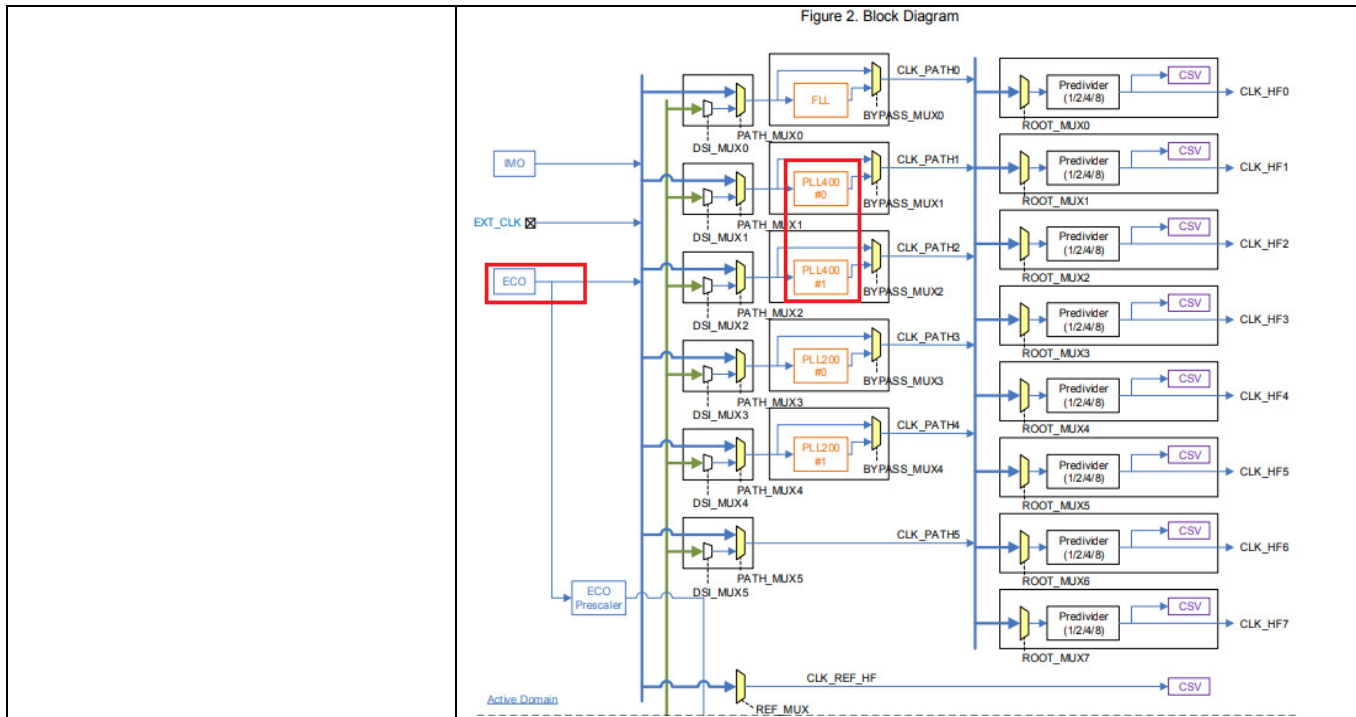 Figure 2. Block Diagram
CLK_PATH0
FLL
BYPASS_MUX0
PATH_MUX0
DSI_MUX0
Predivider
(1/2/4/8)
CSV
CLK_HF0
ROOT_MUX0
IMO
CLK_PATH1
PLL400
#0
BYPASS_MUX1
PATH_MUX1
DSI_MUX1
Predivider
(1/2/4/8)
CSV
CLK_HF1
ROOT_MUX1
EXT_CLK
CLK_PATH2
PLL400
#1
BYPASS_MUX2
PATH_MUX2
DSI_MUX2
Predivider
(1/2/4/8)
CSV
CLK_HF2
ROOT_MUX2
ECO
CLK_PATH3
PLL200
#0
BYPASS_MUX3
PATH_MUX3
DSI_MUX3
Predivider
(1/2/4/8)
CSV
CLK_HF3
ROOT_MUX3
CLK_PATH4
PLL200
#1
BYPASS_MUX4
PATH_MUX4
DSI_MUX4
Predivider
(1/2/4/8)
CSV
CLK_HF4
ROOT_MUX4
Predivider
(1/2/4/8)
CSV
CLK_HF5
ROOT_MUX5
CLK_PATH5
PATH_MUX5
DSI_MUX5
Predivider
(1/2/4/8)
CSV
CLK_HF6
ROOT_MUX6
ECO
Prescaler
Predivider
(1/2/4/8)
CSV
CLK_HF7
ROOT_MUX7
CLK_REF_HF
CSV
REF_MUX
Active Domain